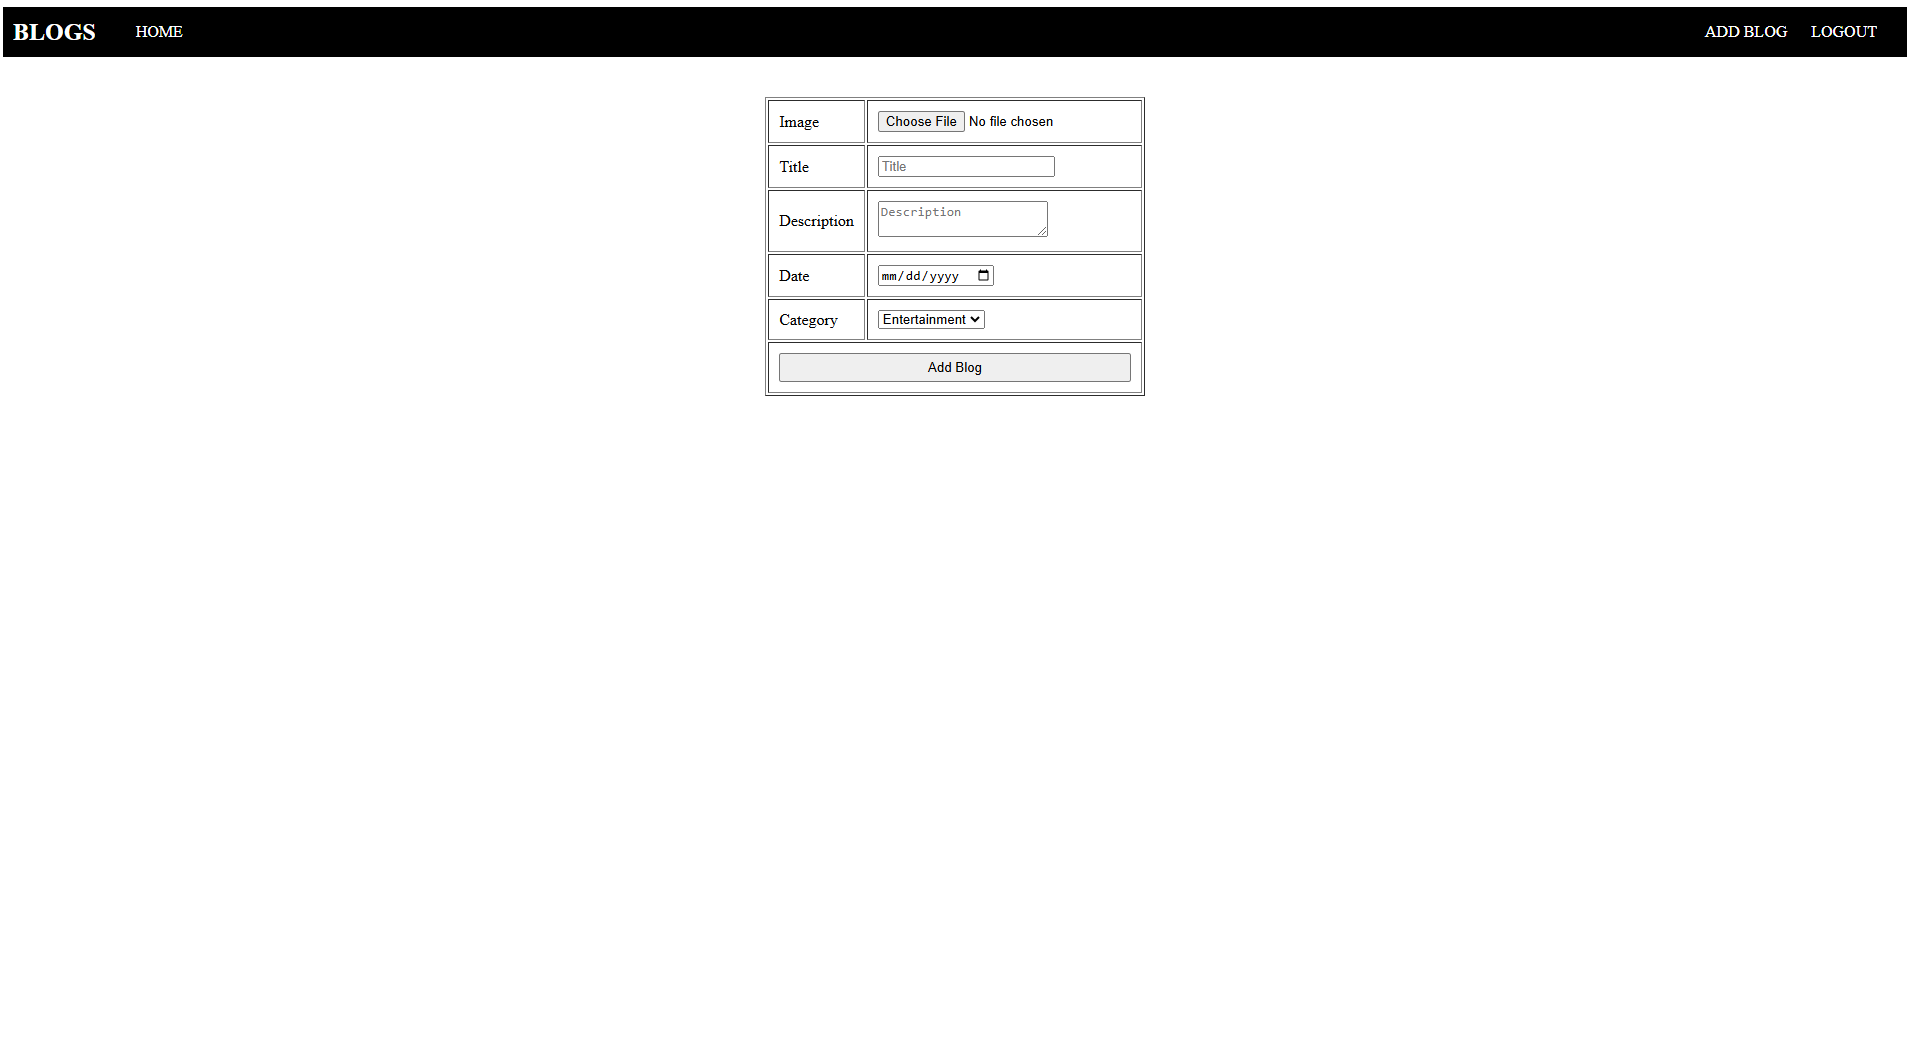 BLOGS HOME ADD BLOG LOGOUT
Image Choose File No file chosen
Title Title
Description Description
Date mm/dd/yyyy
Category Entertainment
Add Blog